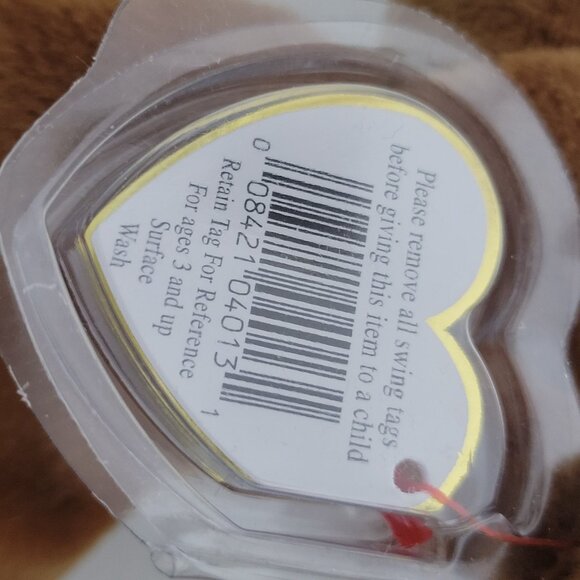 Please remove all swing tags
before giving this item to a child
0 08421 04013 1
Retain Tag For Reference
For ages 3 and up
Surface
Wash